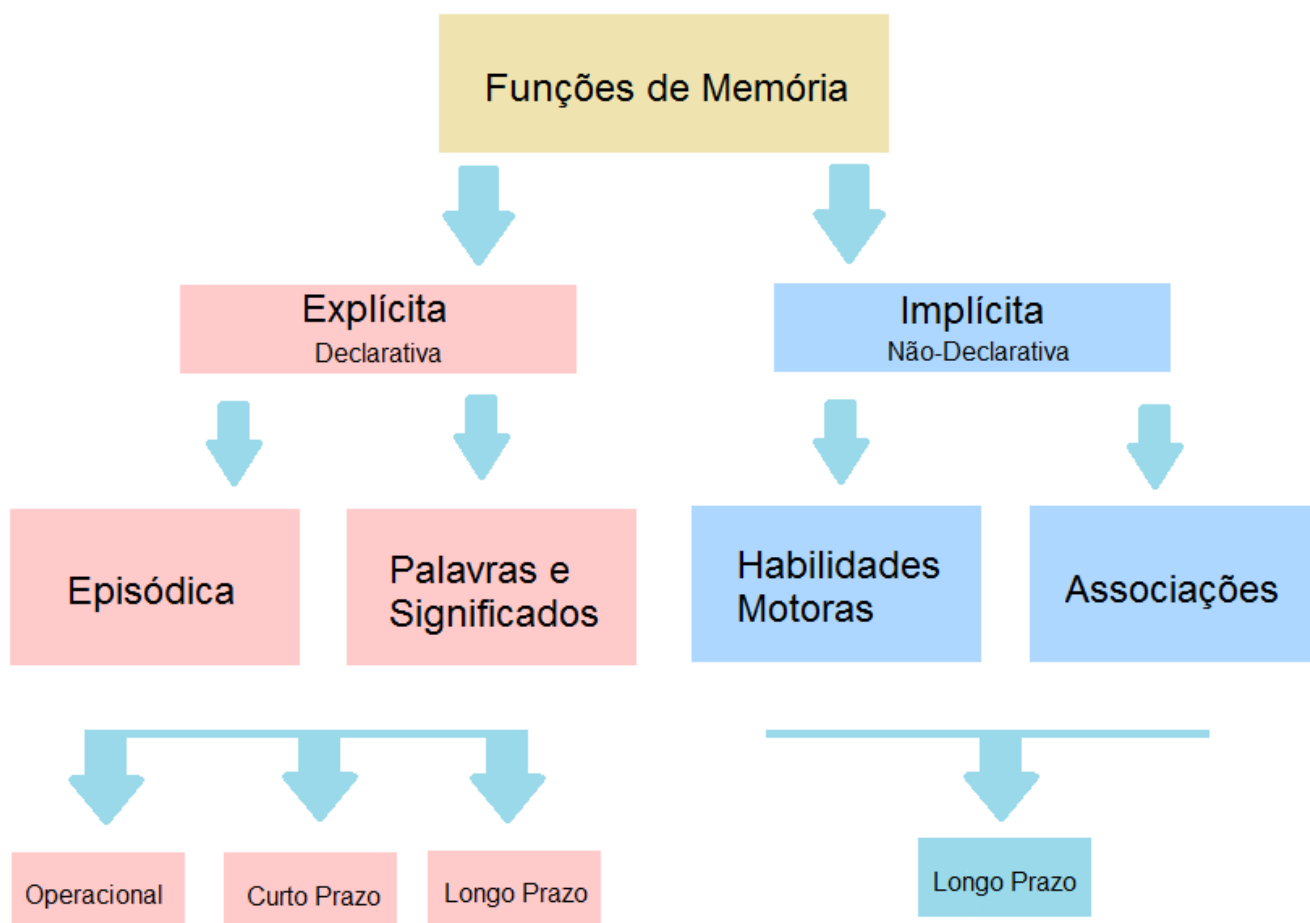 Funções de Memória
Explícita
Declarativa
Implícita
Não-Declarativa
Episódica
Palavras e
Significados
Habilidades
Motoras
Associações
Operacional
Curto Prazo
Longo Prazo
Longo Prazo